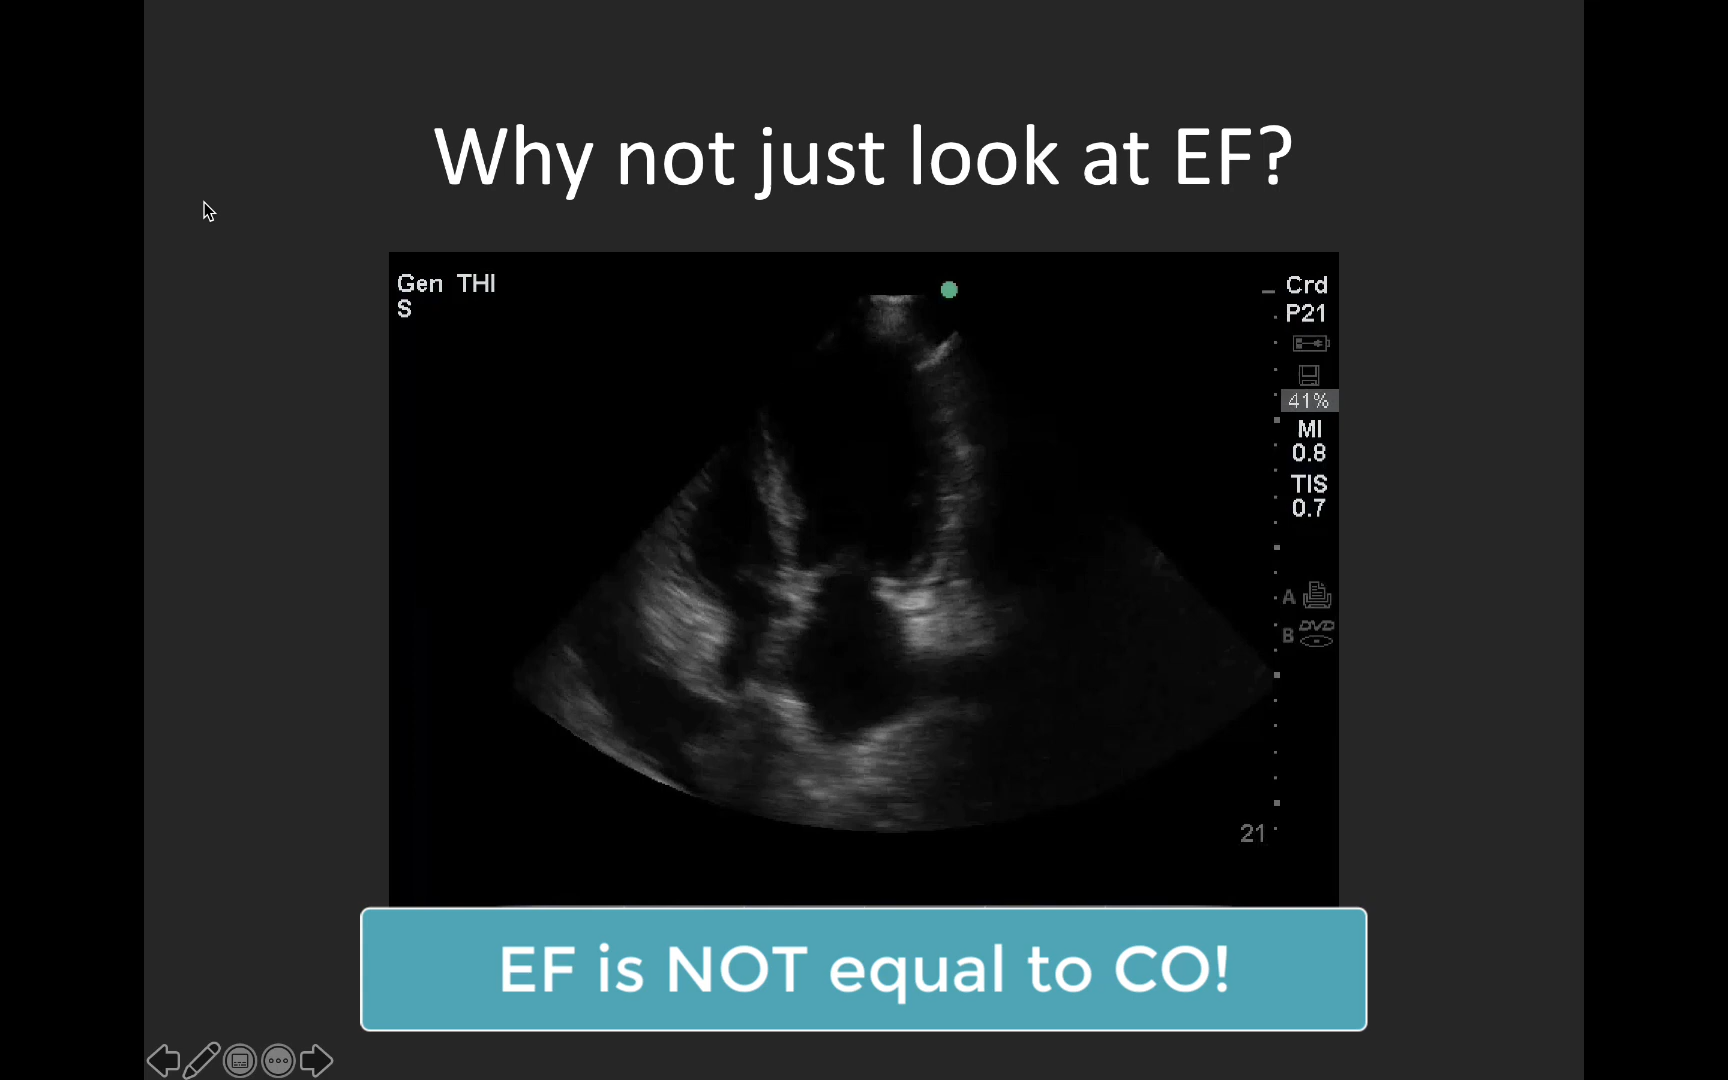 Why not just look at EF?
Gen THI
S
Crd
P21
41%
MI
0.8
TIS
0.7
A
B DVD
21
EF is NOT equal to CO!